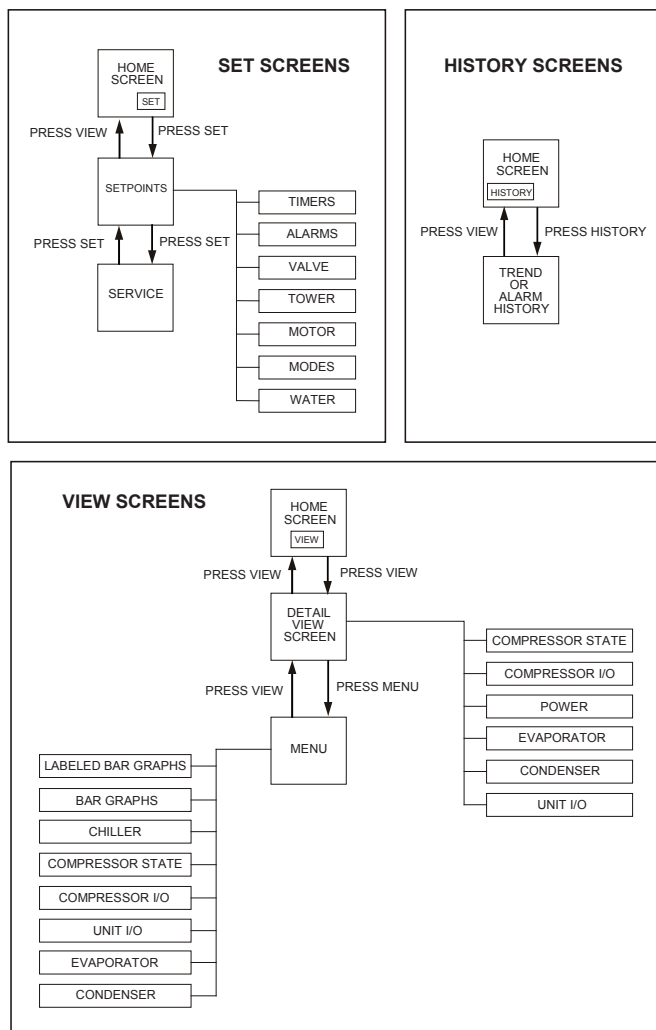 SET SCREENS
HOME
SCREEN
SET
PRESS VIEW
PRESS SET
SETPOINTS
PRESS SET
PRESS SET
SERVICE
TIMERS
ALARMS
VALVE
TOWER
MOTOR
MODES
WATER
HISTORY SCREENS
HOME
SCREEN
HISTORY
PRESS VIEW
PRESS HISTORY
TREND
OR
ALARM
HISTORY
VIEW SCREENS
HOME
SCREEN
VIEW
PRESS VIEW
PRESS VIEW
DETAIL
VIEW
SCREEN
PRESS VIEW
PRESS MENU
MENU
COMPRESSOR STATE
COMPRESSOR I/O
POWER
EVAPORATOR
CONDENSER
UNIT I/O
LABELED BAR GRAPHS
BAR GRAPHS
CHILLER
COMPRESSOR STATE
COMPRESSOR I/O
UNIT I/O
EVAPORATOR
CONDENSER